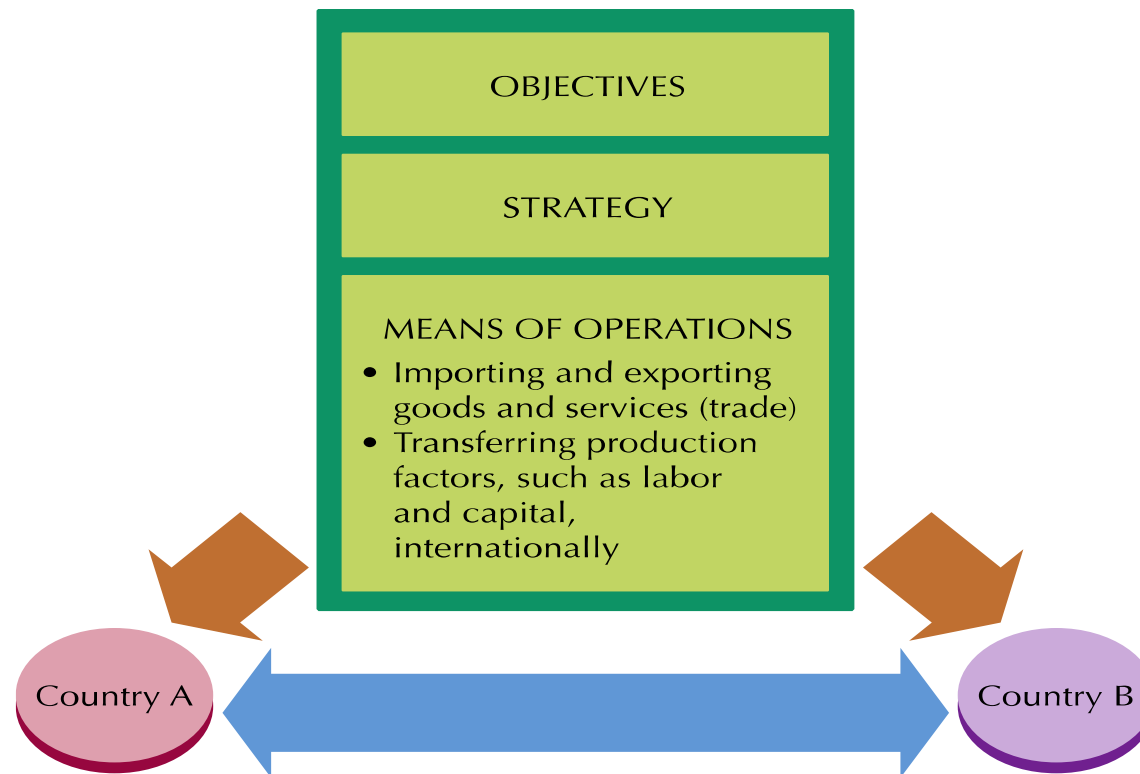 OBJECTIVES
STRATEGY
MEANS OF OPERATIONS
• Importing and exporting
goods and services (trade)
• Transferring production
factors, such as labor
and capital,
internationally
Country A
Country B